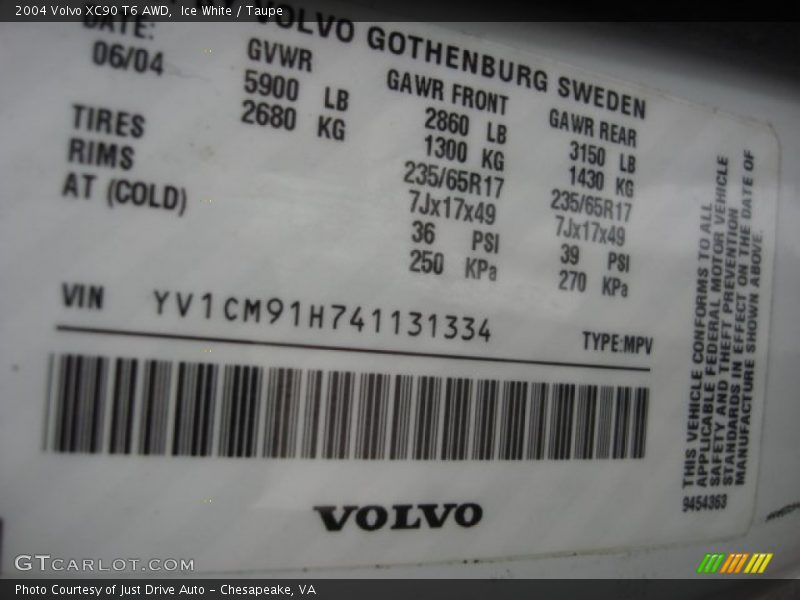 2004 Volvo XC90 T6 AWD, Ice White / Taupe
VOLVO GOTHENBURG SWEDEN
DATE:
06/04
GVWR
5900 LB
2680 KG
GAWR FRONT
2860 LB
1300 KG
235/65R17
7Jx17x49
36 PSI
250 KPa
GAWR REAR
3150 LB
1430 KG
235/65R17
7Jx17x49
39 PSI
270 KPa
TIRES
RIMS
AT (COLD)
VIN YV1CM91H741131334
TYPE:MPV
THIS VEHICLE CONFORMS TO ALL
APPLICABLE FEDERAL MOTOR VEHICLE
SAFETY AND THEFT PREVENTION
STANDARDS IN EFFECT ON THE DATE OF
MANUFACTURE SHOWN ABOVE.
9454363
VOLVO
GTCARLOT.COM
Photo Courtesy of Just Drive Auto - Chesapeake, VA